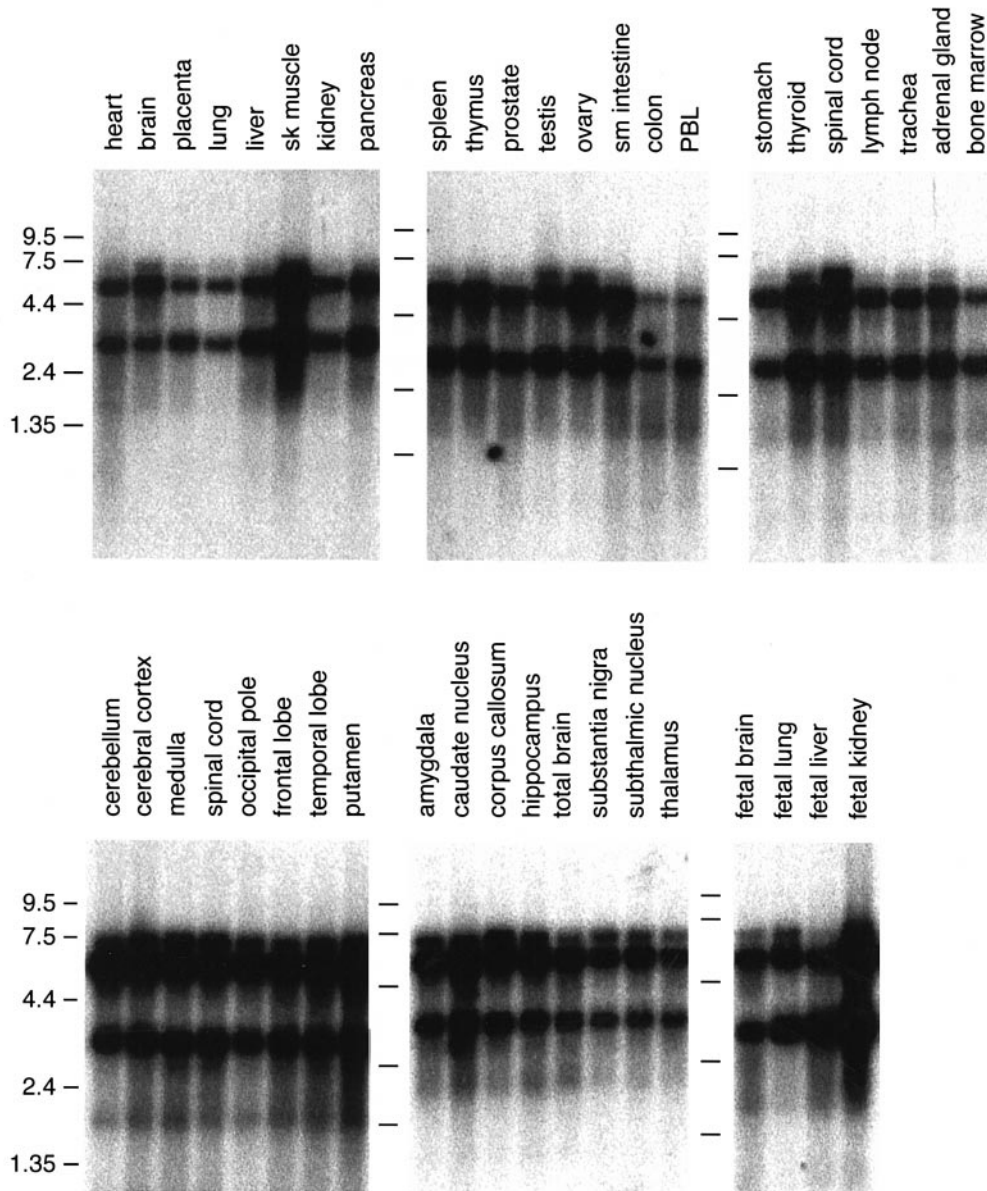 heart
brain
placenta
lung
liver
sk muscle
kidney
pancreas
spleen
thymus
prostate
testis
ovary
sm intestine
colon
PBL
stomach
thyroid
spinal cord
lymph node
trachea
adrenal gland
bone marrow
9.5
7.5
4.4
2.4
1.35
cerebellum
cerebral cortex
medulla
spinal cord
occipital pole
frontal lobe
temporal lobe
putamen
amygdala
caudate nucleus
corpus callosum
hippocampus
total brain
substantia nigra
subthalmic nucleus
thalamus
fetal brain
fetal lung
fetal liver
fetal kidney
9.5
7.5
4.4
2.4
1.35